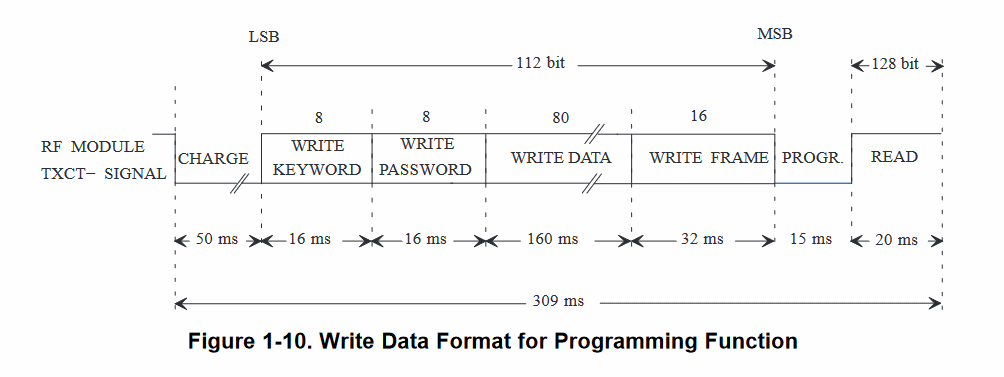 LSB
MSB
112 bit
128 bit
8
8
80
16
RF MODULE
TXCT− SIGNAL
CHARGE
WRITE
KEYWORD
WRITE
PASSWORD
WRITE DATA
WRITE FRAME
PROGR.
READ
50 ms
16 ms
16 ms
160 ms
32 ms
15 ms
20 ms
309 ms
Figure 1-10. Write Data Format for Programming Function